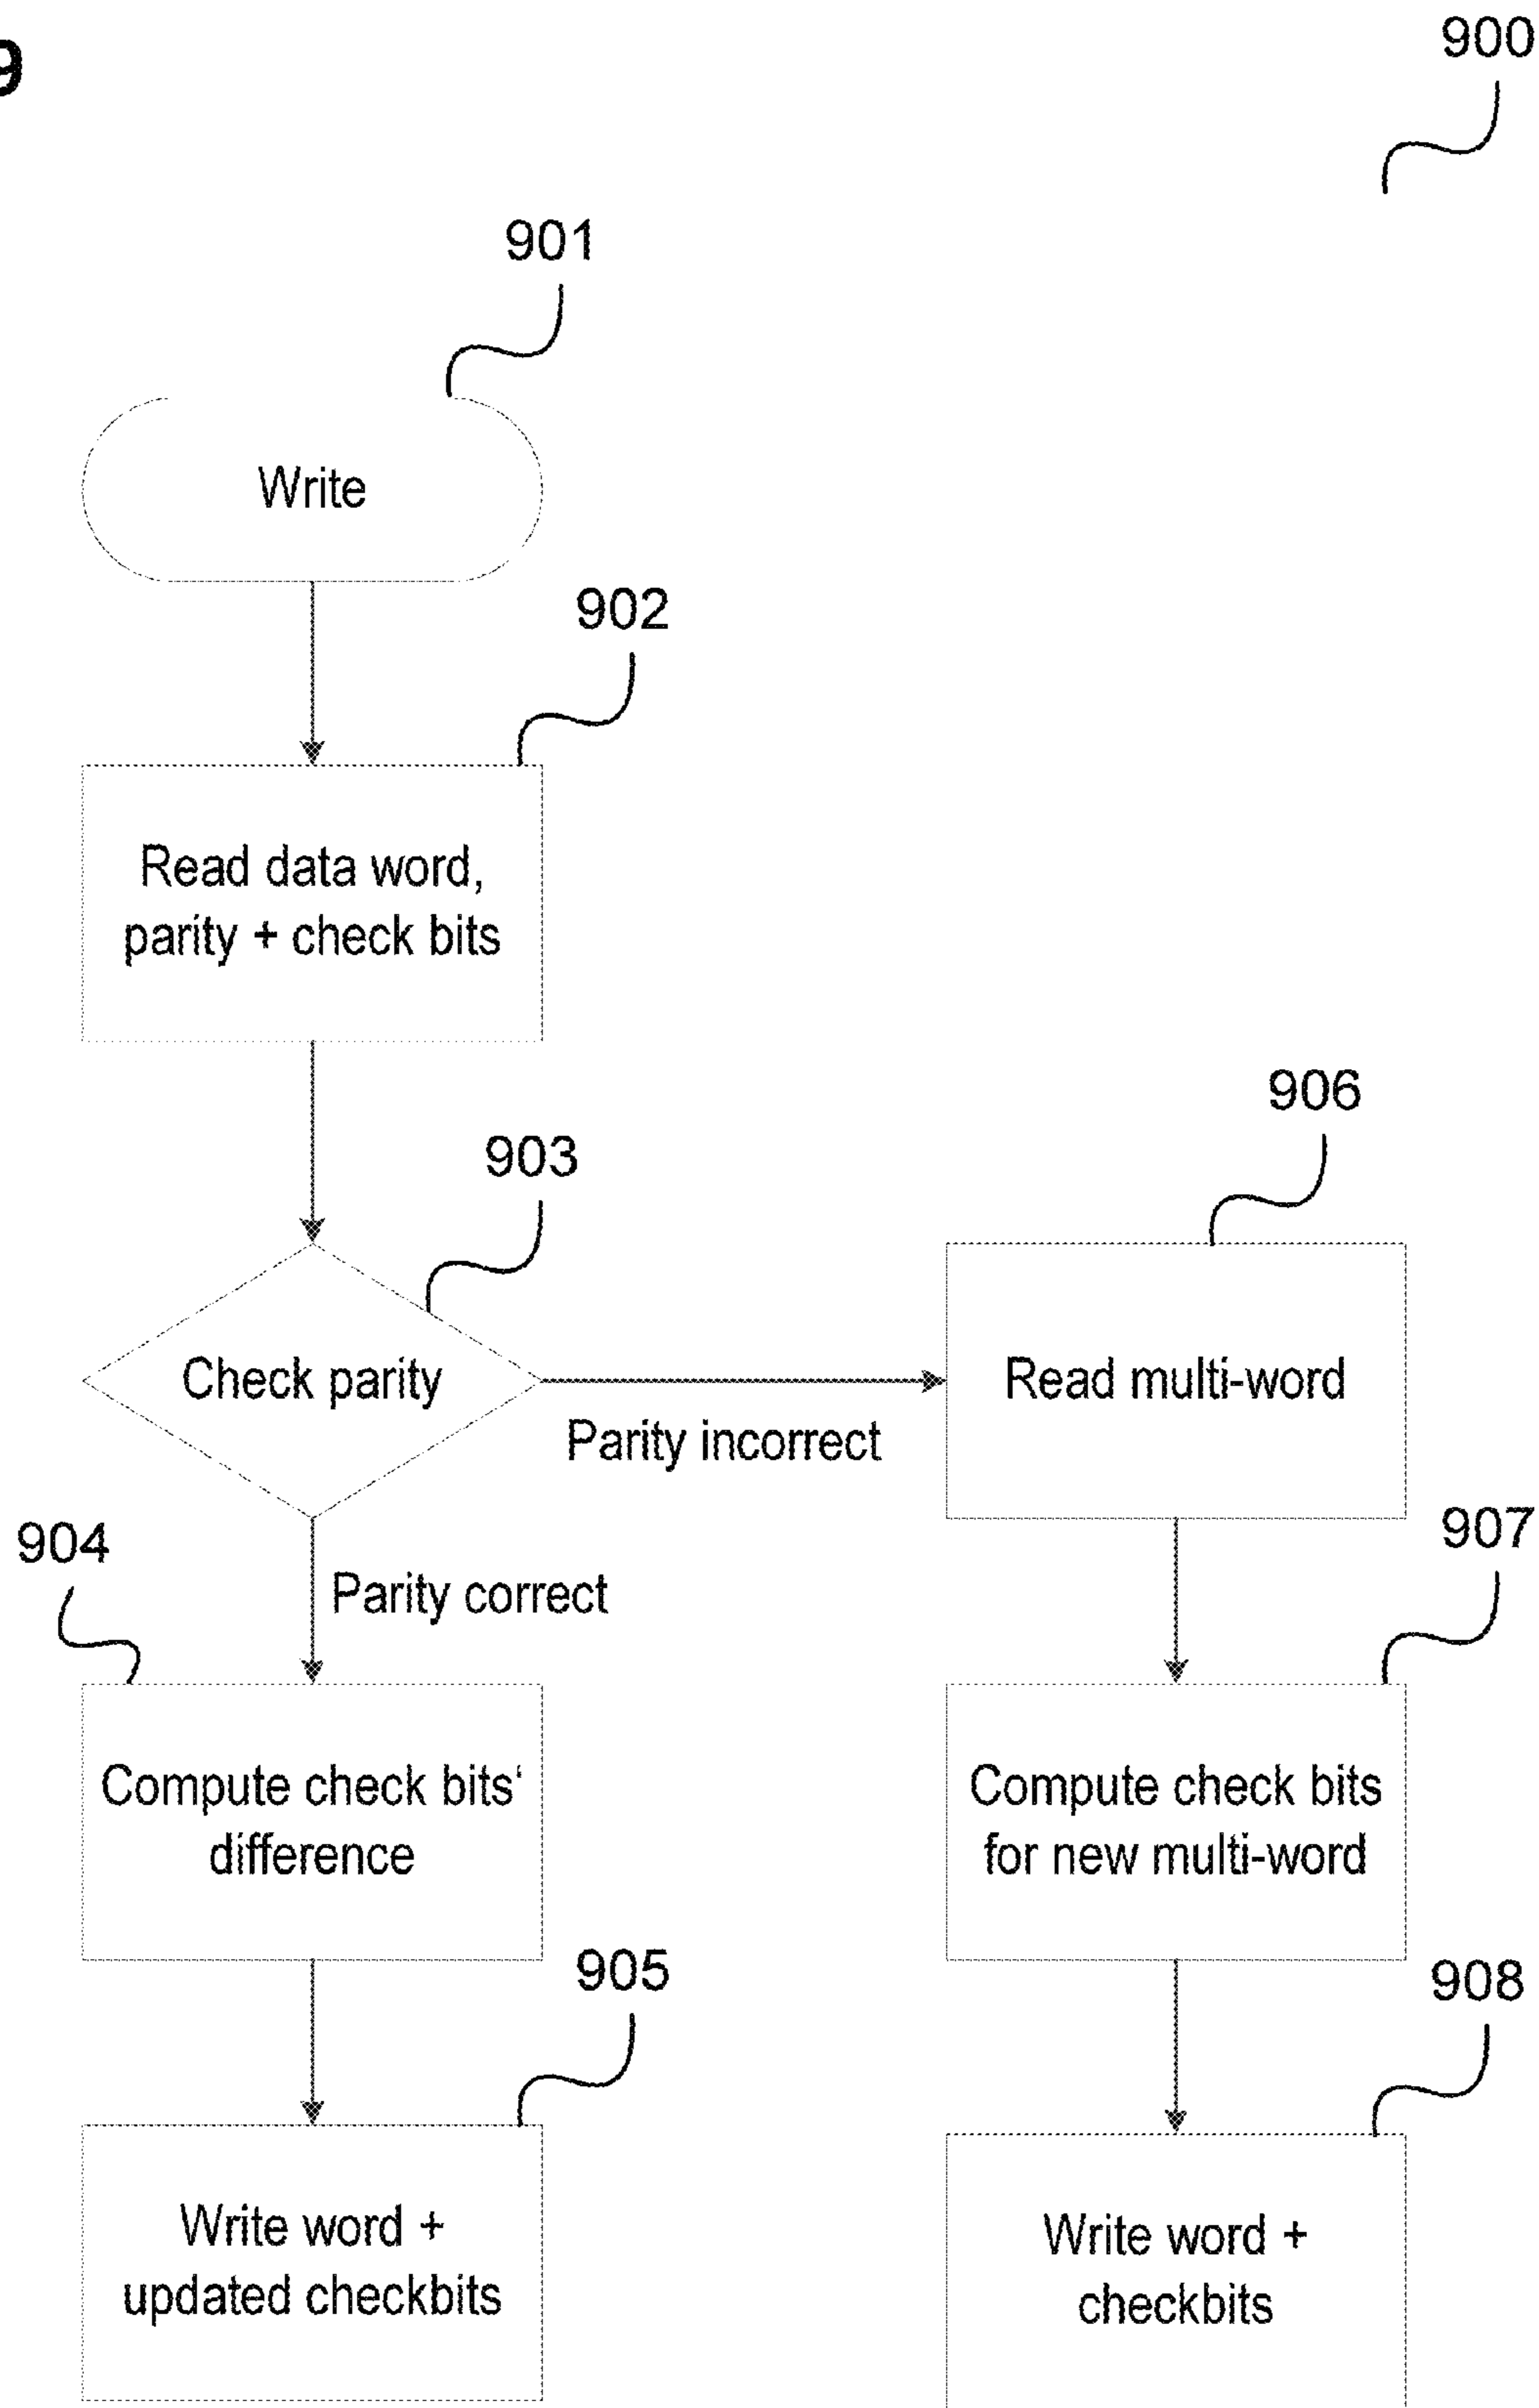 9
900
901
Write
902
Read data word,
parity + check bits
903
906
Check parity
Read multi-word
Parity incorrect
904
Parity correct
907
Compute check bits‘
difference
Compute check bits
for new multi-word
905
908
Write word +
updated checkbits
Write word +
checkbits